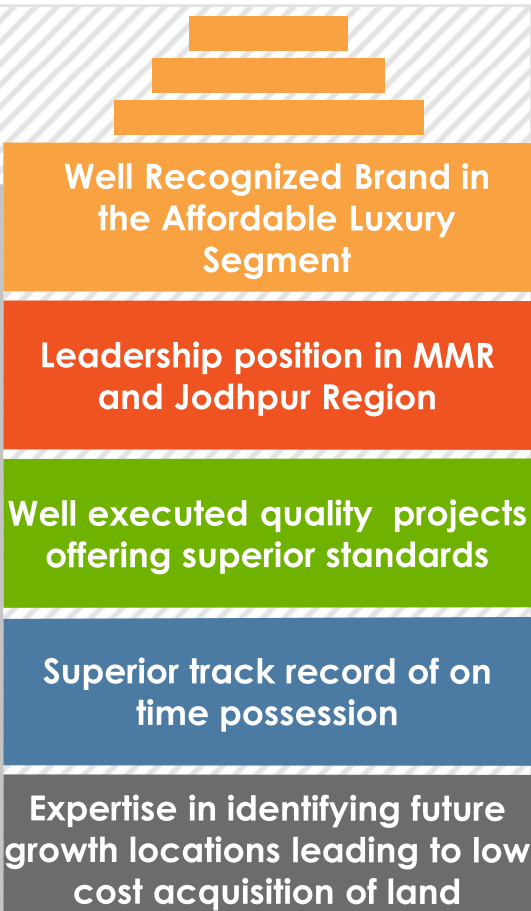 Well Recognized Brand in
the Affordable Luxury
Segment
Leadership position in MMR
and Jodhpur Region
Well executed quality projects
offering superior standards
Superior track record of on
time possession
Expertise in identifying future
growth locations leading to low
cost acquisition of land